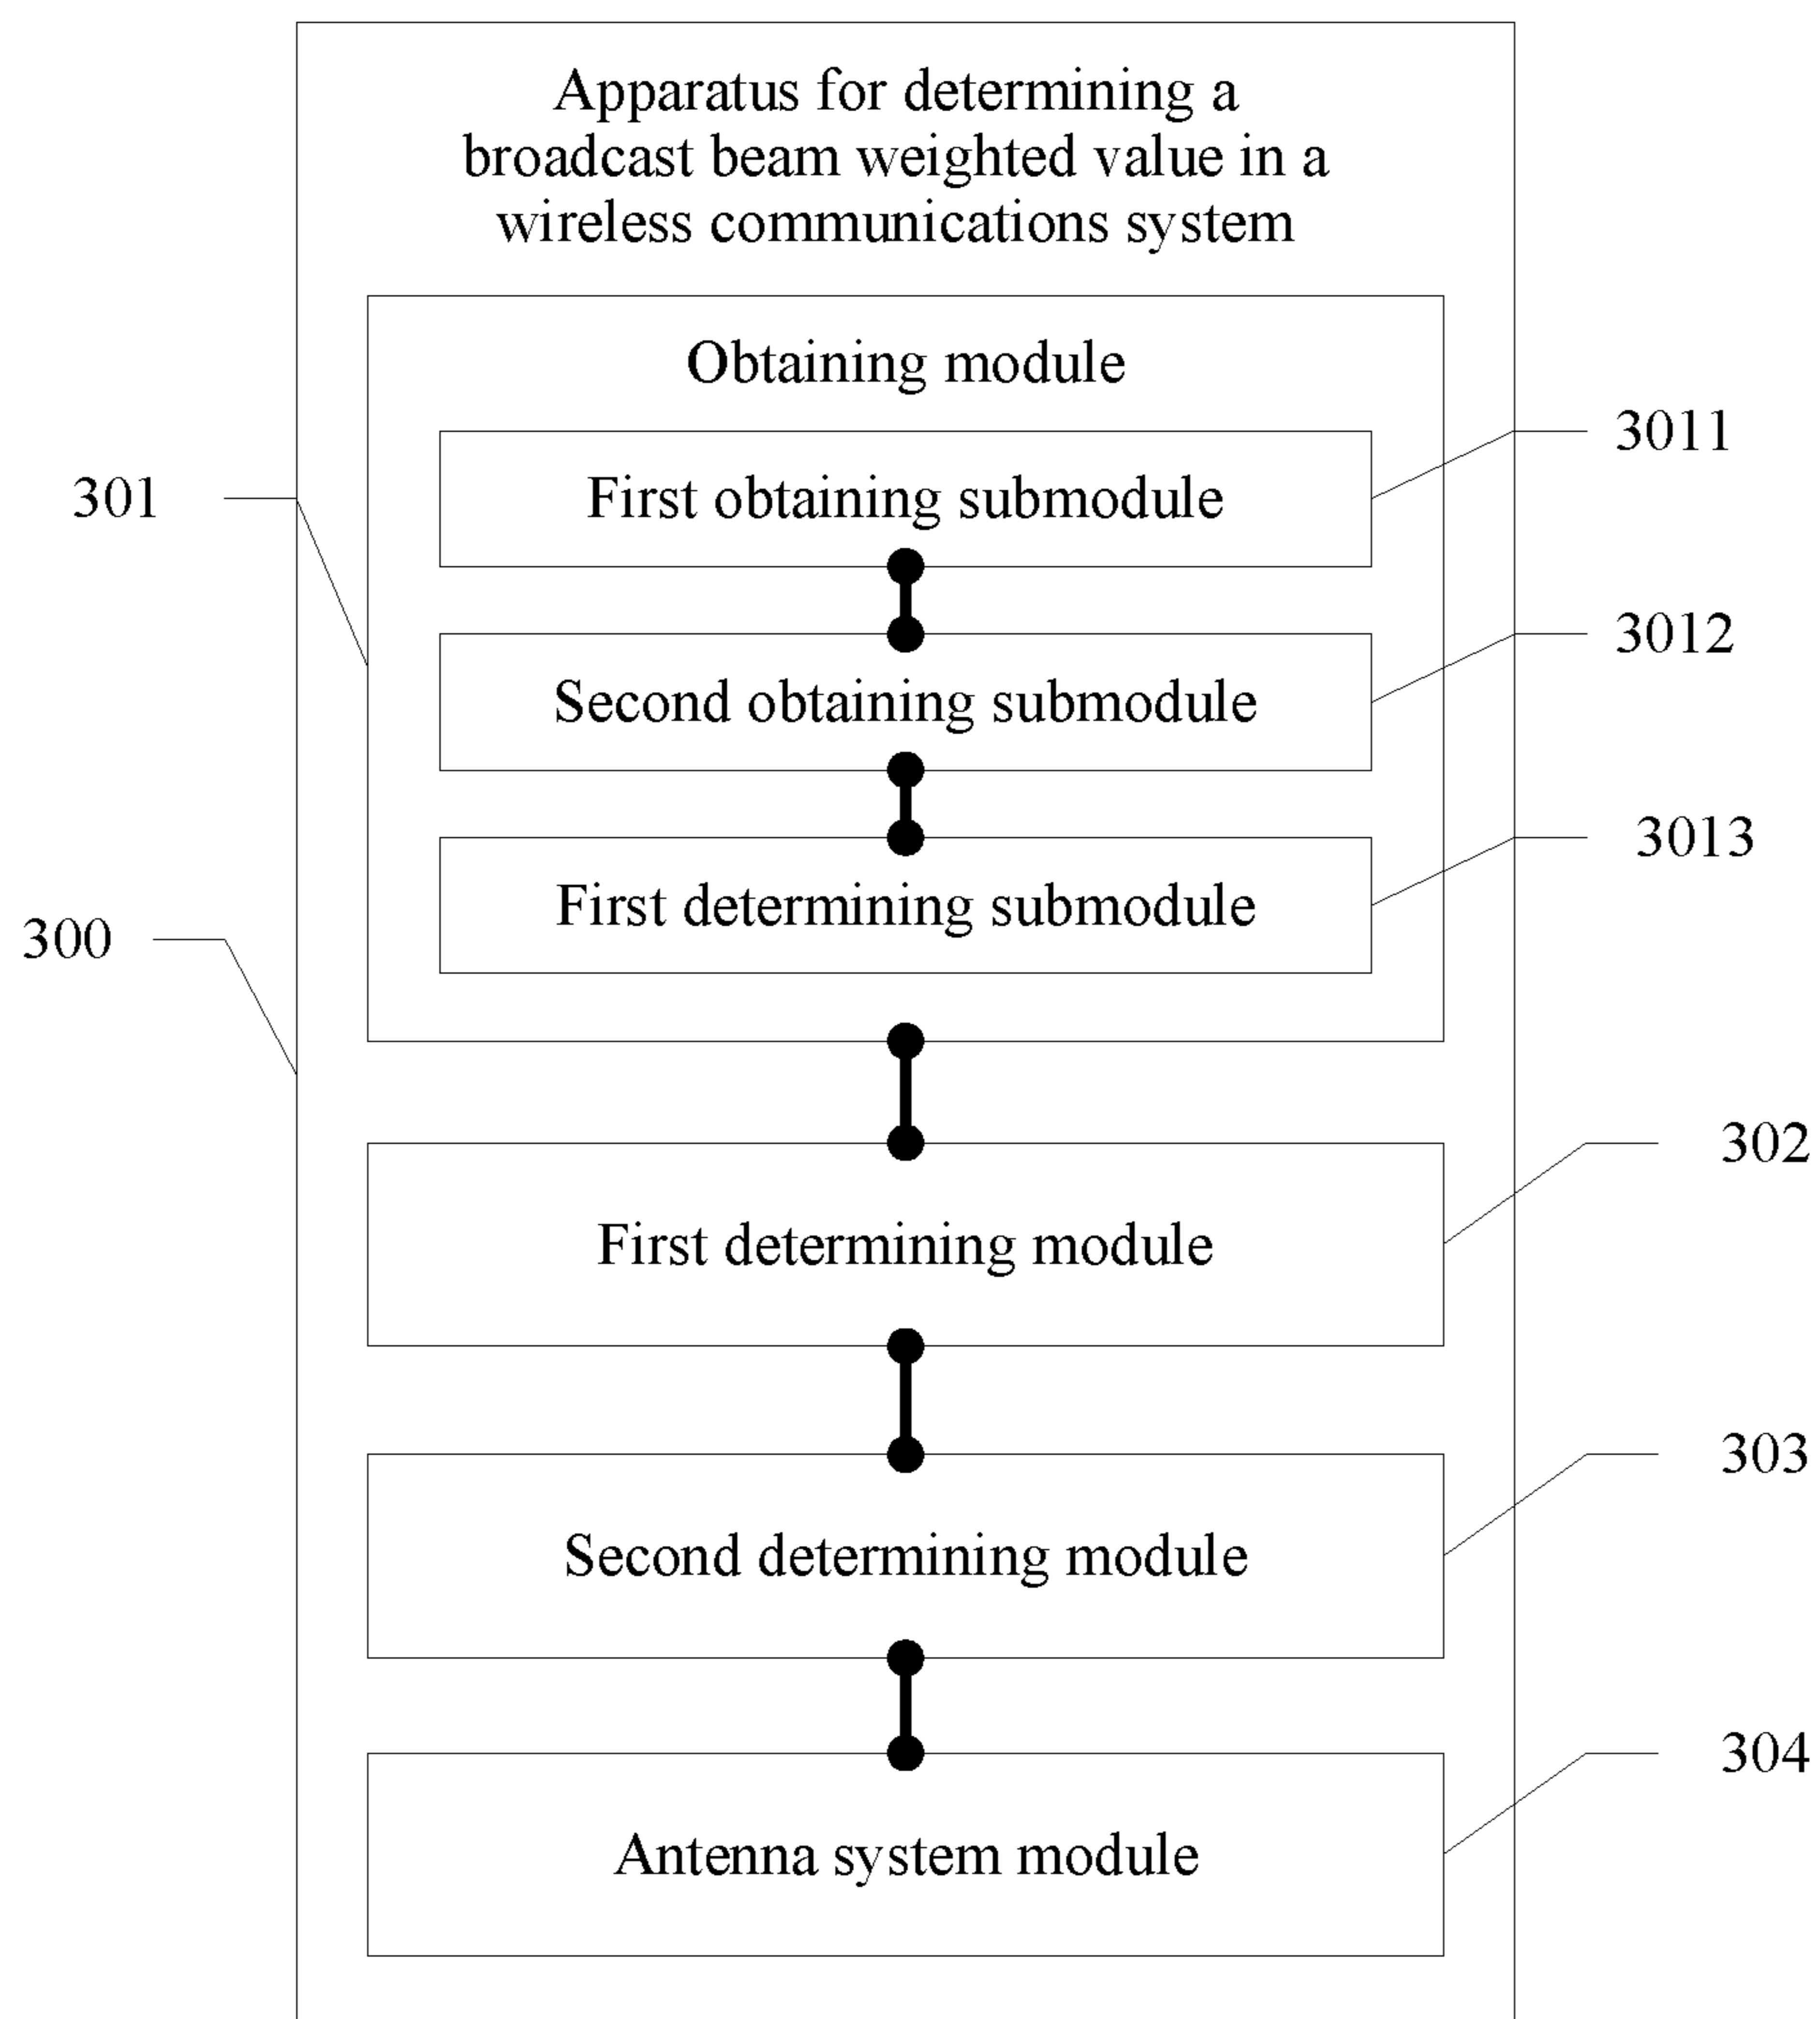 Apparatus for determining a
broadcast beam weighted value in a
wireless communications system
Obtaining module
3011
First obtaining submodule
301
3012
Second obtaining submodule
3013
First determining submodule
300
302
First determining module
303
Second determining module
304
Antenna system module